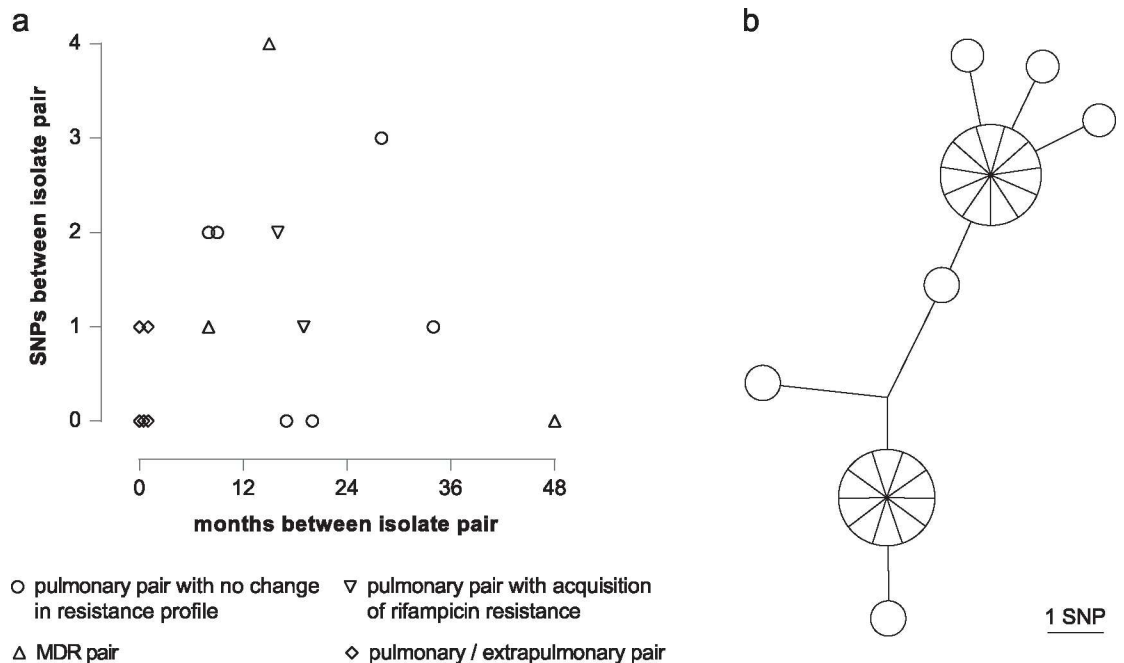 a
b
SNPs between isolate pair
4
3
2
1
0
0 12 24 36 48
months between isolate pair
pulmonary pair with no change
in resistance profile
pulmonary pair with acquisition
of rifampicin resistance
MDR pair
pulmonary / extrapulmonary pair
1 SNP